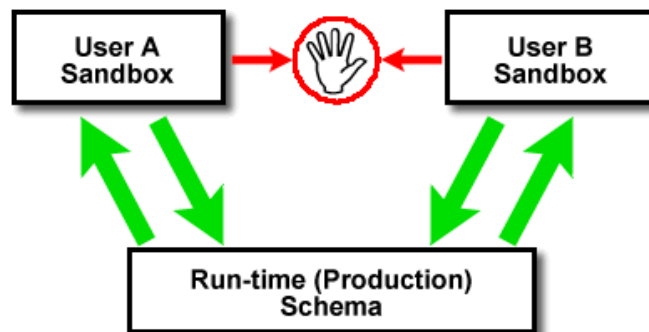 User A
Sandbox
User B
Sandbox
Run-time (Production)
Schema